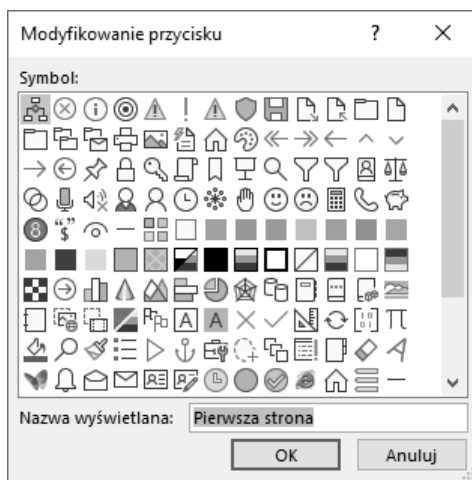 Modyfikowanie przycisku ?
Symbol:
Nazwa wyświetlana: Pierwsza strona
OK Anuluj